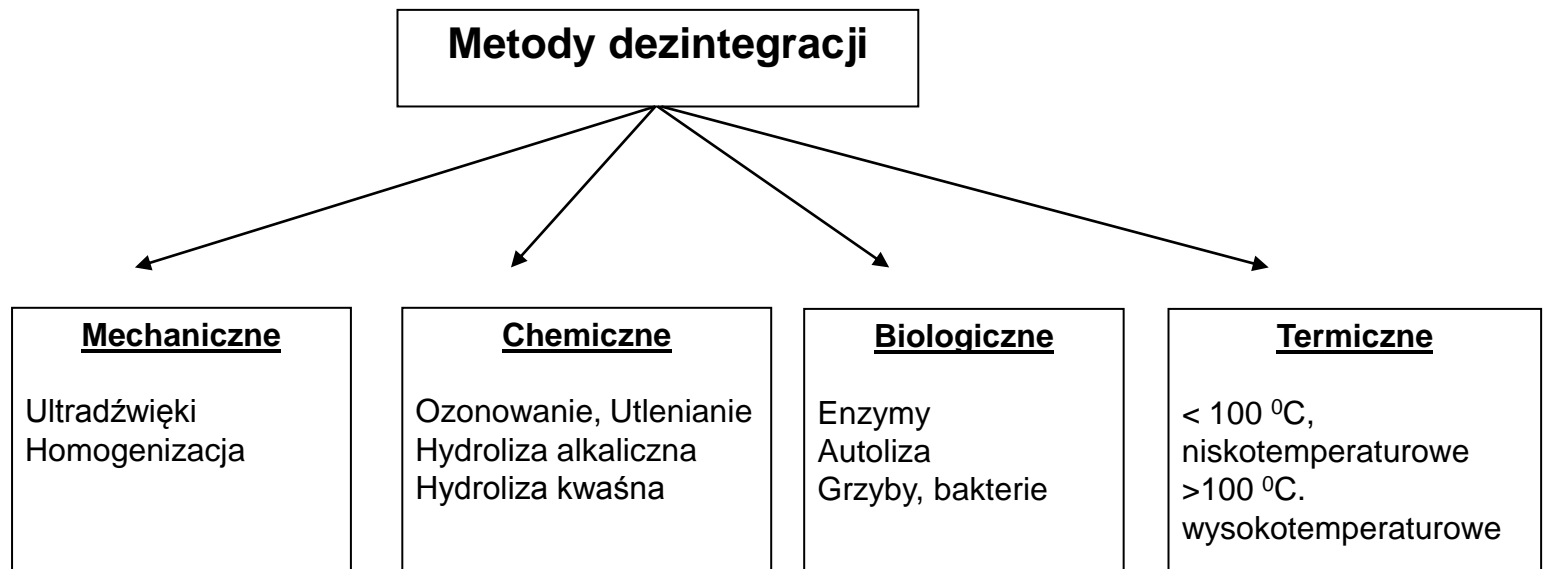 Metody dezintegracji
Mechaniczne
Ultradźwięki
Homogenizacja
Chemiczne
Ozonowanie, Utlenianie
Hydroliza alkaliczna
Hydroliza kwaśna
Biologiczne
Enzymy
Autoliza
Grzyby, bakterie
Termiczne
< 100 ⁰C,
niskotemperaturowe
>100 ⁰C.
wysokotemperaturowe